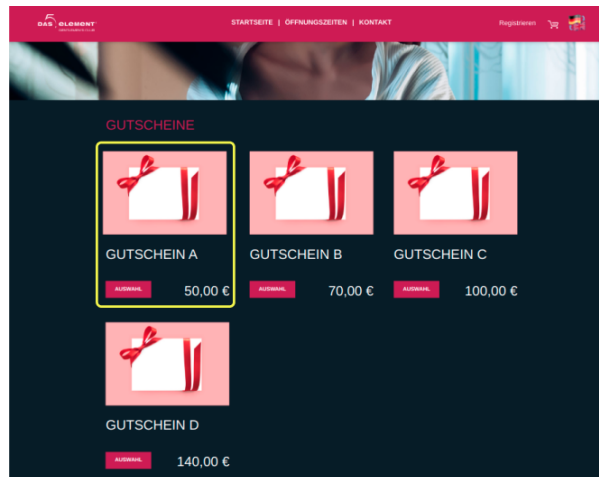 5
DAS element
STARTSEITE | ÖFFNUNGSZEITEN | KONTAKT
Registrieren
GUTSCHEINE
GUTSCHEIN A
AUSWAHL 50,00 €
GUTSCHEIN B
AUSWAHL 70,00 €
GUTSCHEIN C
AUSWAHL 100,00 €
GUTSCHEIN D
AUSWAHL 140,00 €